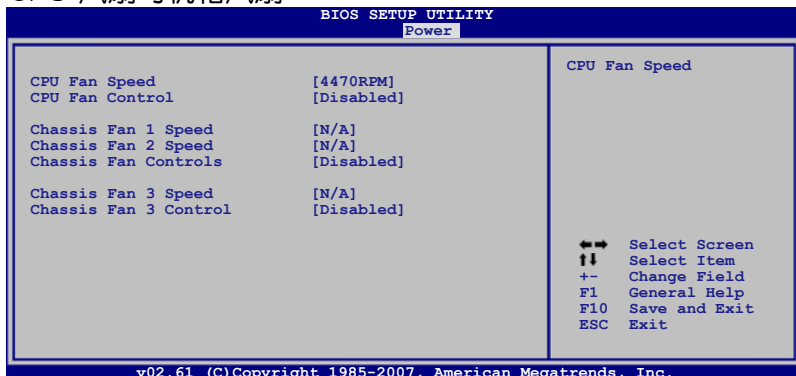 BIOS SETUP UTILITY
Power
CPU Fan Speed [4470RPM]
CPU Fan Control [Disabled]
Chassis Fan 1 Speed [N/A]
Chassis Fan 2 Speed [N/A]
Chassis Fan Controls [Disabled]
Chassis Fan 3 Speed [N/A]
Chassis Fan 3 Control [Disabled]
CPU Fan Speed
←→ Select Screen
↑↓ Select Item
+- Change Field
F1 General Help
F10 Save and Exit
ESC Exit
v02.61 (C)Copyright 1985-2007, American Megatrends, Inc.